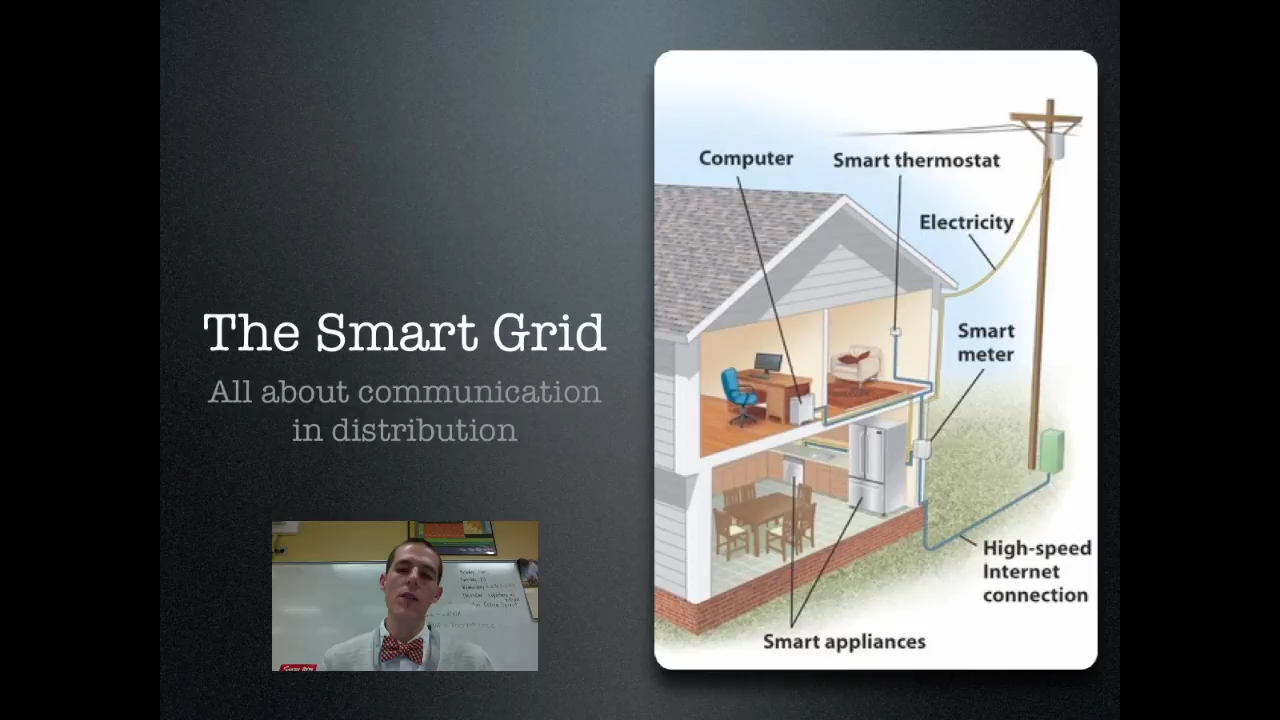 The Smart Grid
All about communication
in distribution
Computer
Smart thermostat
Electricity
Smart
meter
High-speed
Internet
connection
Smart appliances